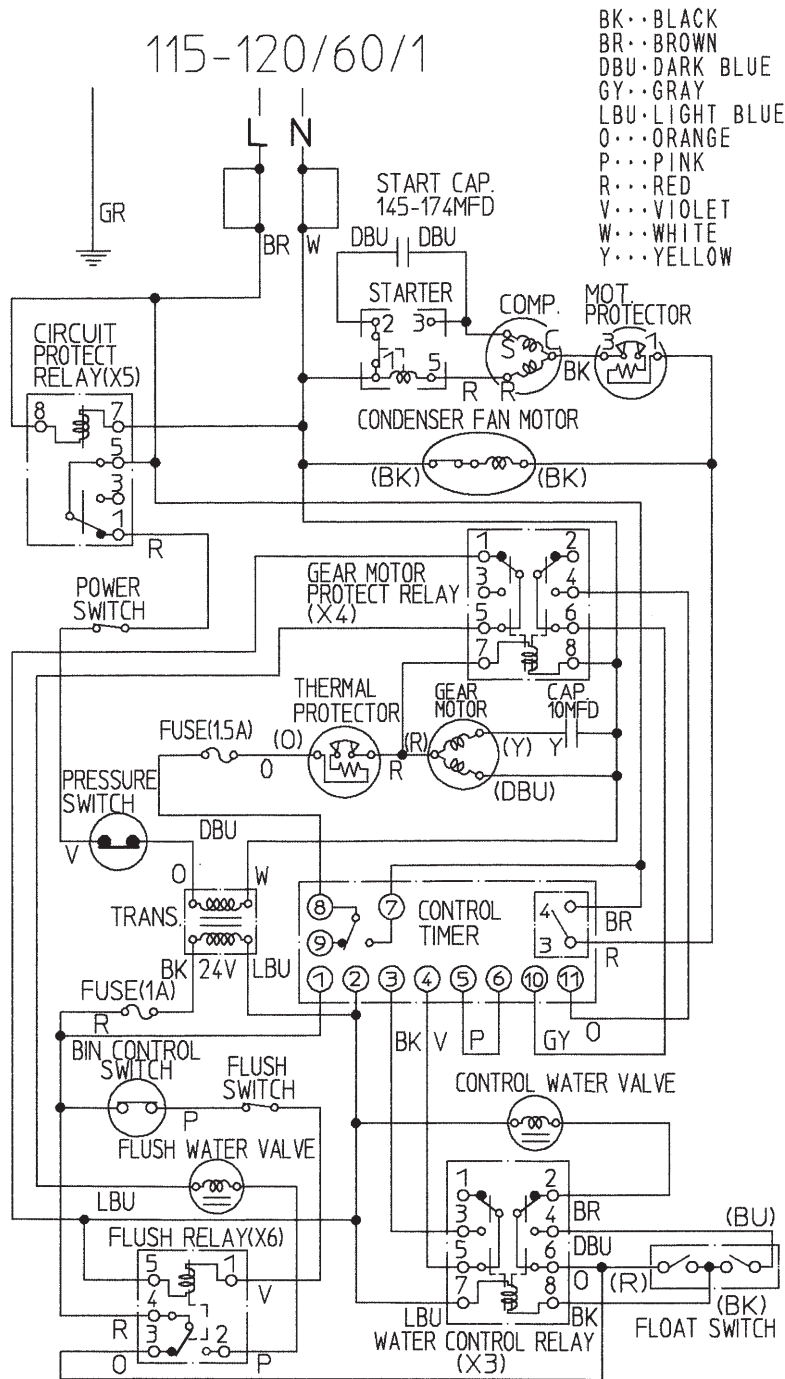 115-120/60/1
BK··BLACK
BR··BROWN
DBU·DARK BLUE
GY··GRAY
LBU·LIGHT BLUE
O···ORANGE
P···PINK
R···RED
V···VIOLET
W···WHITE
Y···YELLOW
L N
GR
BR W
START CAP.
145-174MFD
DBU DBU
STARTER
2 3
1 5
R R
COMP.
S C
BK
MOT.
PROTECTOR
3 1
CIRCUIT
PROTECT
RELAY(X5)
8 7
5
3
1
R
CONDENSER FAN MOTOR
(BK) (BK)
POWER
SWITCH
GEAR MOTOR
PROTECT RELAY
(X4)
1 2
3 4
5 6
7 8
THERMAL
PROTECTOR
GEAR
MOTOR
CAP.
10MFD
FUSE(1.5A)
(O)
O
R
(R)
(Y) Y
(DBU)
PRESSURE
SWITCH
V
DBU
O W
TRANS.
BK 24V LBU
8 7
9
CONTROL
TIMER
4
3
BR
R
1 2 3 4 5 6 10 11
FUSE(1A)
R
BK V P GY O
BIN CONTROL
SWITCH
FLUSH
SWITCH
P
CONTROL WATER VALVE
FLUSH WATER VALVE
LBU
FLUSH RELAY(X6)
5 1
4
3 2
V
R
O P
1 2
3 4
5 6
7 8
BR
DBU
O
LBU BK
WATER CONTROL RELAY
(X3)
(BU)
(R)
(BK)
FLOAT SWITCH